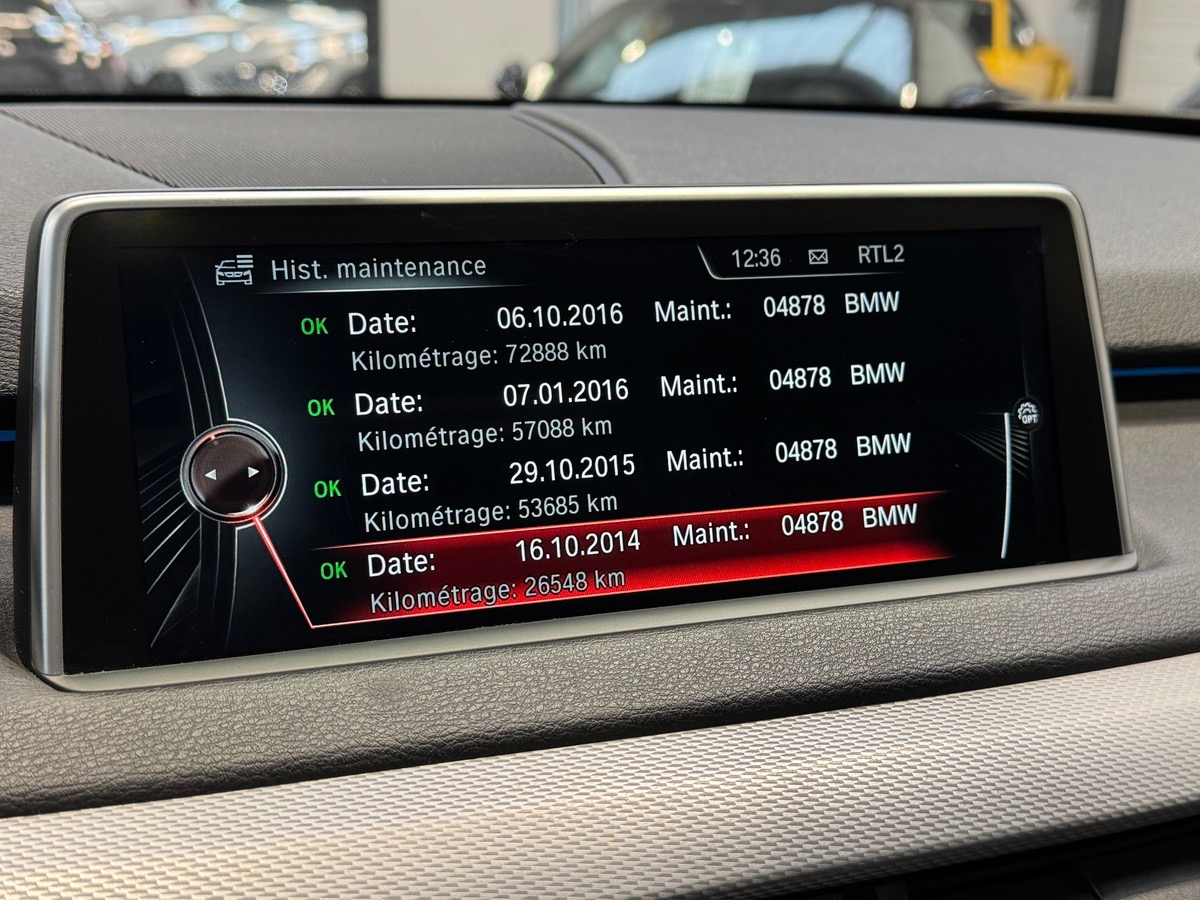 Hist. maintenance 12:36 RTL2
OK Date: 06.10.2016 Maint.: 04878 BMW
Kilométrage: 72888 km
OK Date: 07.01.2016 Maint.: 04878 BMW
Kilométrage: 57088 km
OK Date: 29.10.2015 Maint.: 04878 BMW
Kilométrage: 53685 km
OK Date: 16.10.2014 Maint.: 04878 BMW
Kilométrage: 26548 km
OPT